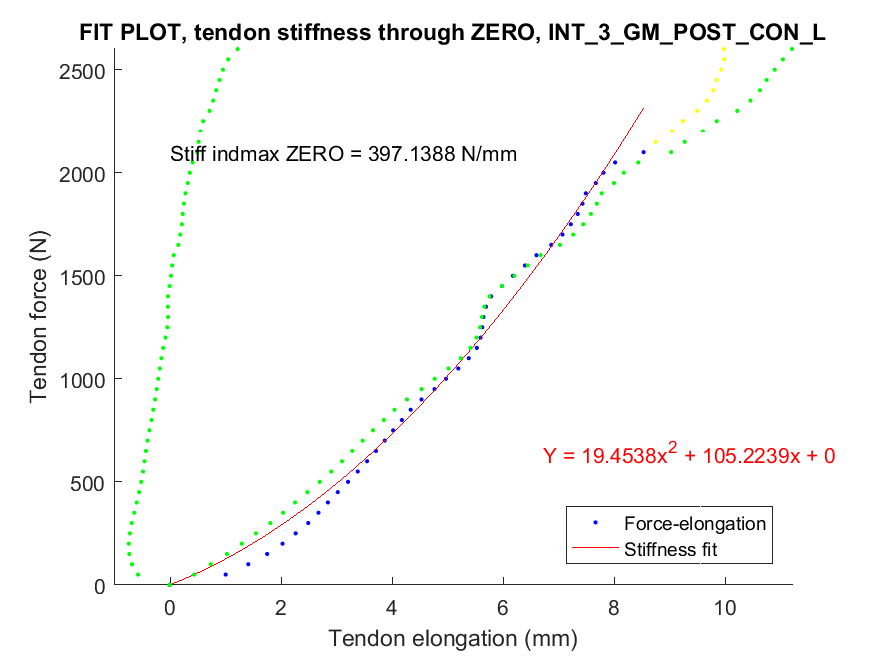 FIT PLOT, tendon stiffness through ZERO, INT_3_GM_POST_CON_L
2500
Stiff indmax ZERO = 397.1388 N/mm
2000
Tendon force (N)
1500
1000
Y = 19.4538x² + 105.2239x + 0
500
Force-elongation
Stiffness fit
0
0 2 4 6 8 10
Tendon elongation (mm)